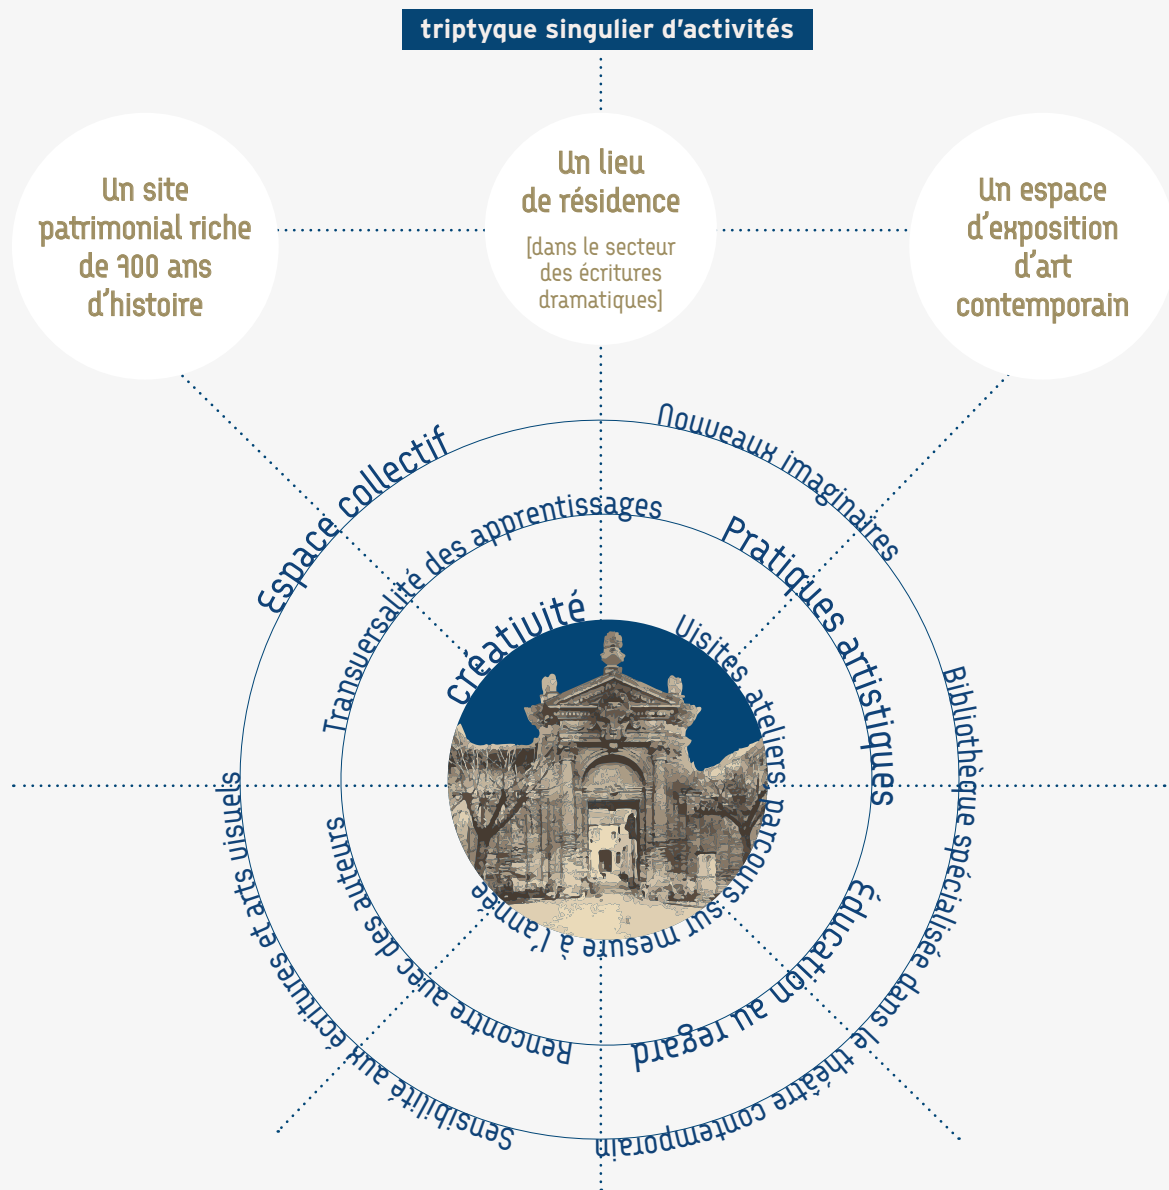 triptyque singulier d'activités
Un site
patrimonial riche
de 700 ans
d'histoire
Un lieu
de résidence
[dans le secteur
des écritures
dramatiques]
Un espace
d'exposition
d'art
contemporain
Espace collectif
Nouveaux imaginaires
Transversalité des apprentissages
Pratiques artistiques
créativité
Visites, ateliers, parcours sur mesure à l'année
Bibliothèque spécialisée dans le théâtre contemporain
Éducation au regard
Rencontre avec des auteurs
Sensibilité aux écritures et arts visuels